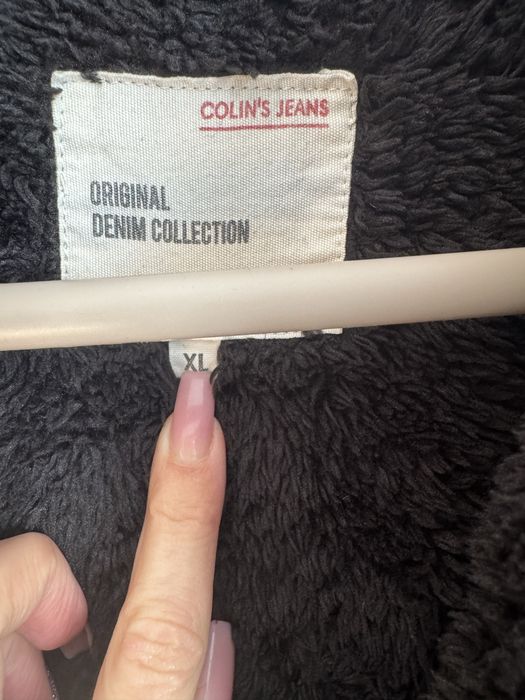 COLIN'S JEANS
ORIGINAL
DENIM COLLECTION
XL